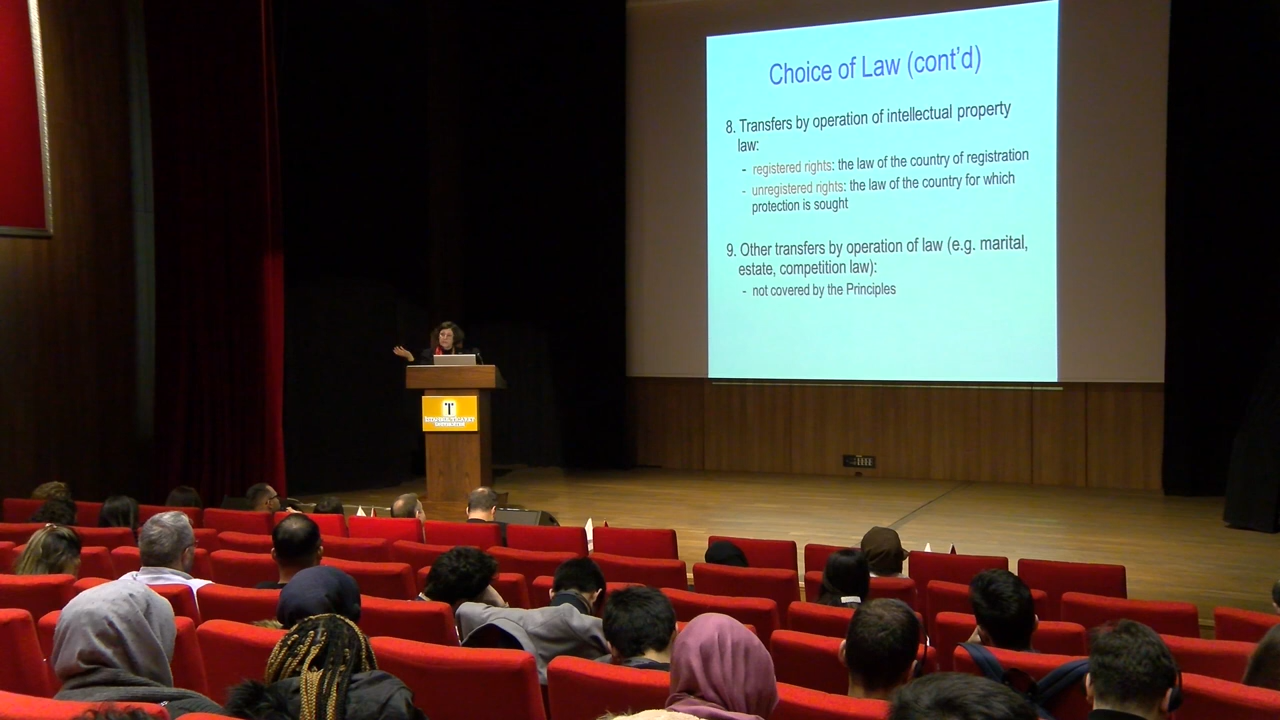 Choice of Law (cont'd)
8. Transfers by operation of intellectual property
law:
- registered rights: the law of the country of registration
- unregistered rights: the law of the country for which
protection is sought
9. Other transfers by operation of law (e.g. marital,
estate, competition law):
- not covered by the Principles